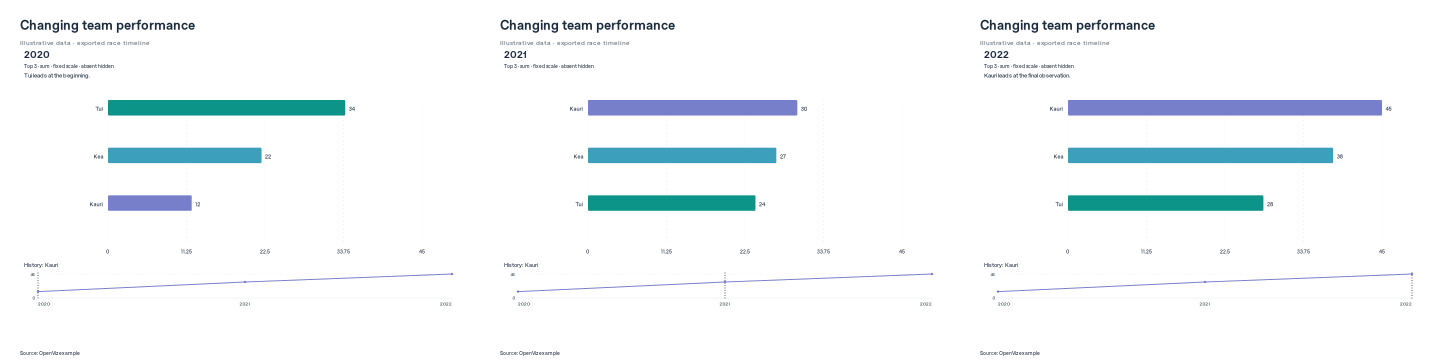 Changing team performance
Illustrative data - exported race timeline
2020
Top 3 · sum · fixed scale · absent hidden
Tui leads at the beginning.
Tui 34
Kea 22
Kauri 12
0 11.25 22.5 33.75 45
History: Kauri
45
0
2020 2021 2022
Source: OpenViz example
Changing team performance
Illustrative data - exported race timeline
2021
Top 3 · sum · fixed scale · absent hidden
Kauri 30
Kea 27
Tui 24
0 11.25 22.5 33.75 45
History: Kauri
45
0
2020 2021 2022
Source: OpenViz example
Changing team performance
Illustrative data - exported race timeline
2022
Top 3 · sum · fixed scale · absent hidden
Kauri leads at the final observation.
Kauri 45
Kea 38
Tui 28
0 11.25 22.5 33.75 45
History: Kauri
45
0
2020 2021 2022
Source: OpenViz example